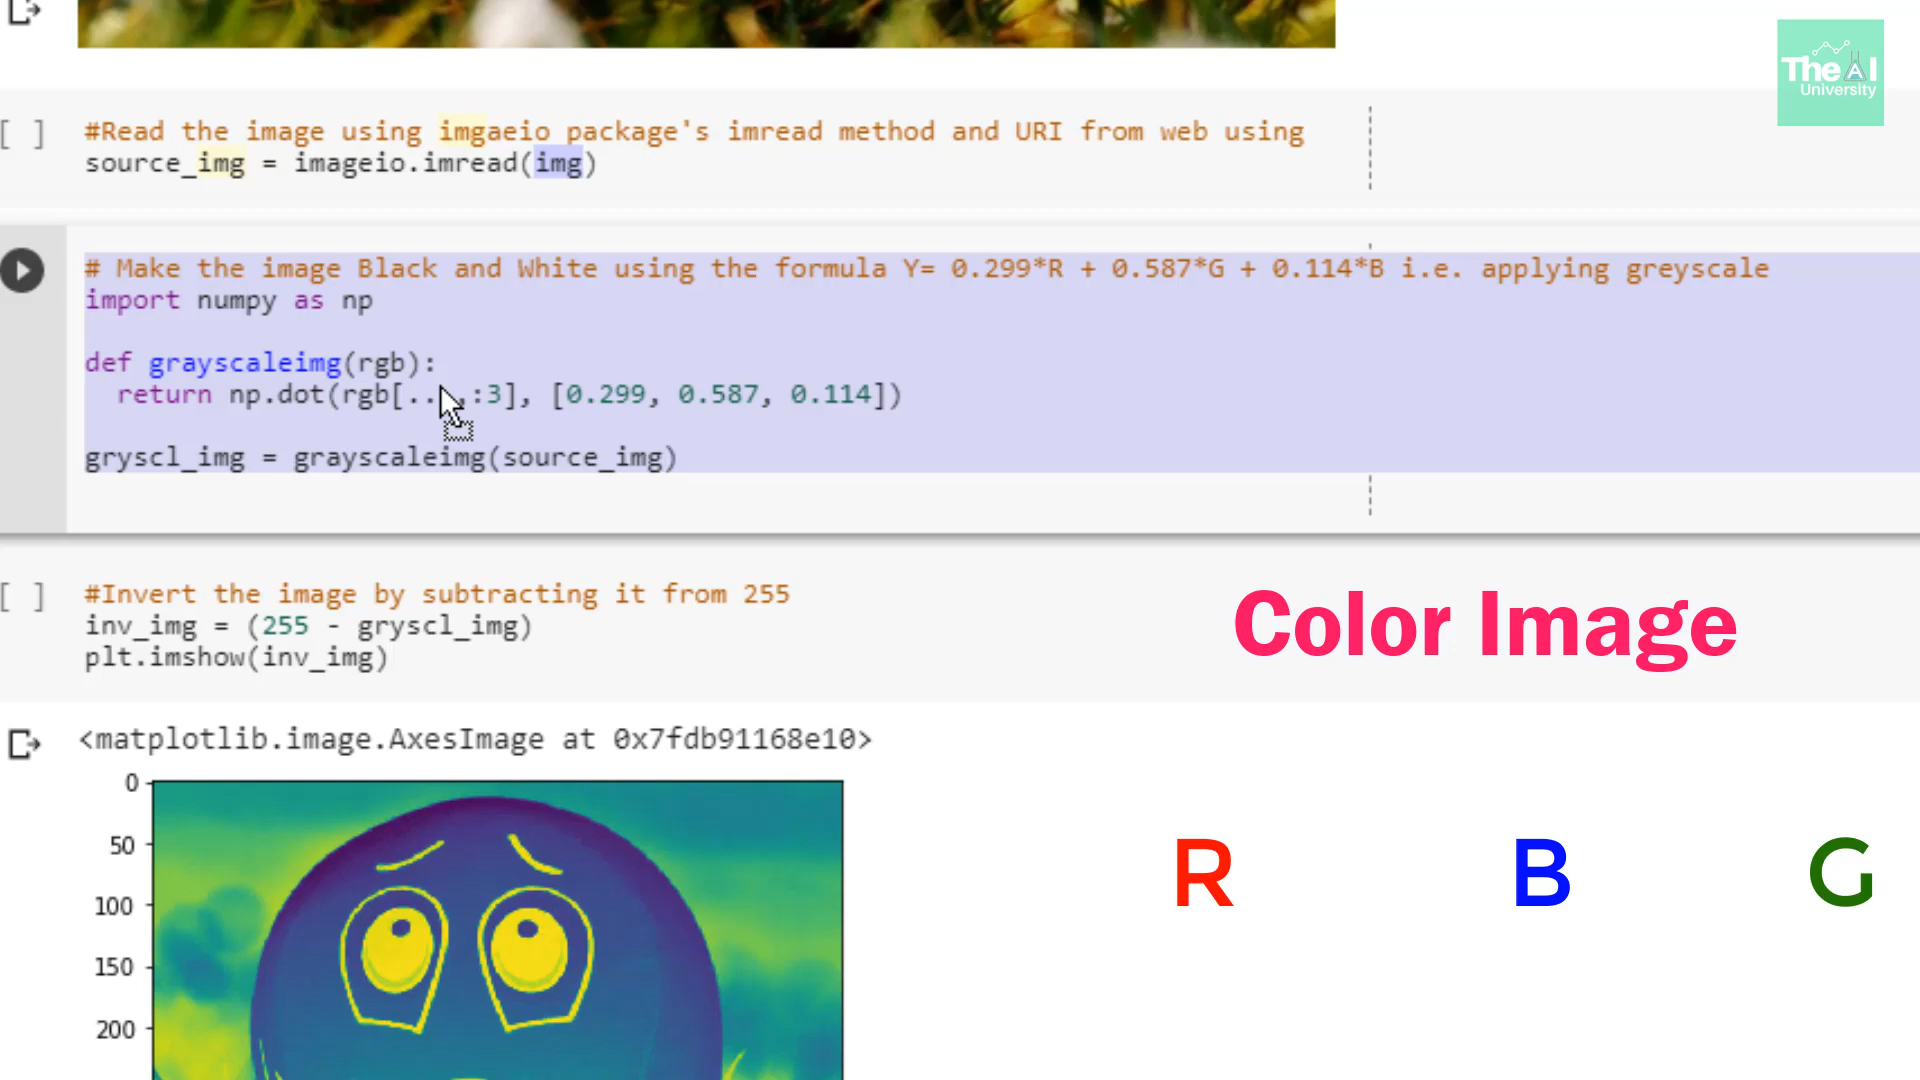 The AI
University
[ ] #Read the image using imgaeio package's imread method and URI from web using
source_img = imageio.imread(img)
# Make the image Black and White using the formula Y= 0.299*R + 0.587*G + 0.114*B i.e. applying greyscale
import numpy as np
def grayscaleimg(rgb):
return np.dot(rgb[...,:3], [0.299, 0.587, 0.114])
gryscl_img = grayscaleimg(source_img)
[ ] #Invert the image by subtracting it from 255
inv_img = (255 - gryscl_img)
plt.imshow(inv_img)
Color Image
<matplotlib.image.AxesImage at 0x7fdb91168e10>
0
50
100
150
200
R B G